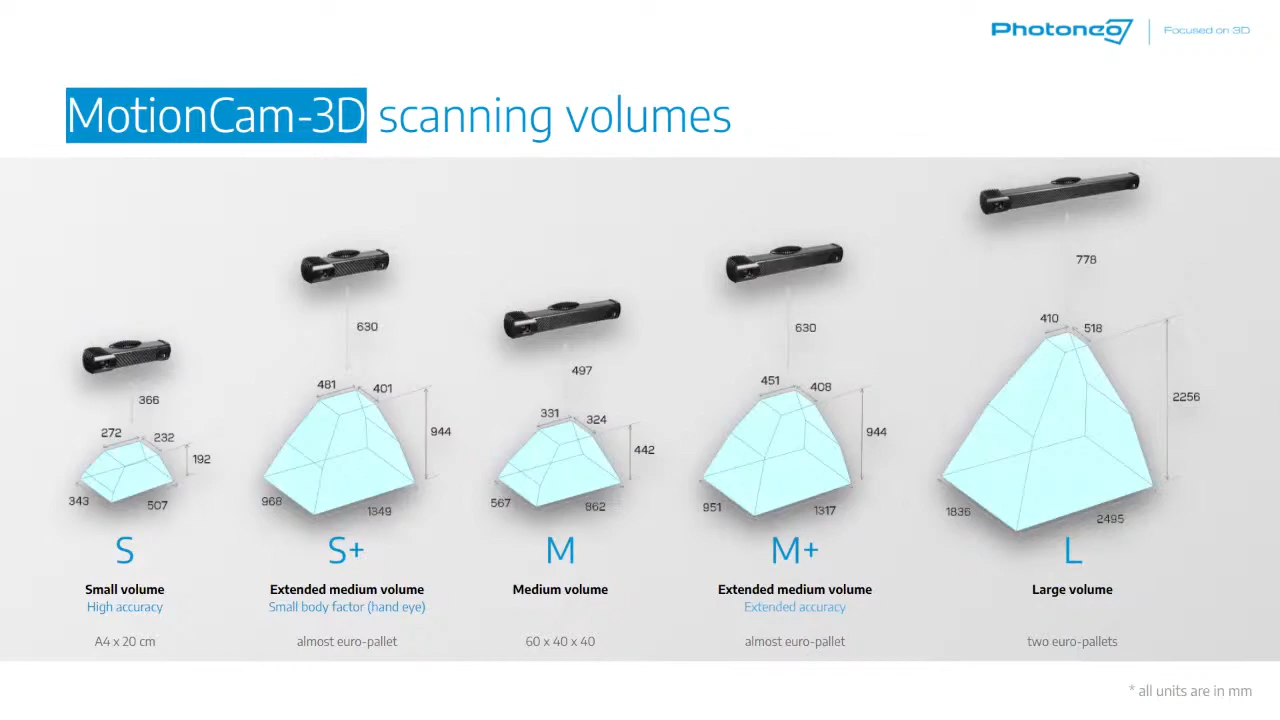 Photoneo | Focused on 3D
MotionCam-3D scanning volumes
366
272
232
192
343
507
S
Small volume
High accuracy
A4 x 20 cm
630
481
401
944
968
1349
S+
Extended medium volume
Small body factor (hand eye)
almost euro-pallet
497
331
324
442
567
862
M
Medium volume
60 x 40 x 40
630
451
408
944
951
1317
M+
Extended medium volume
Extended accuracy
almost euro-pallet
778
410
518
2256
1836
2495
L
Large volume
two euro-pallets
* all units are in mm